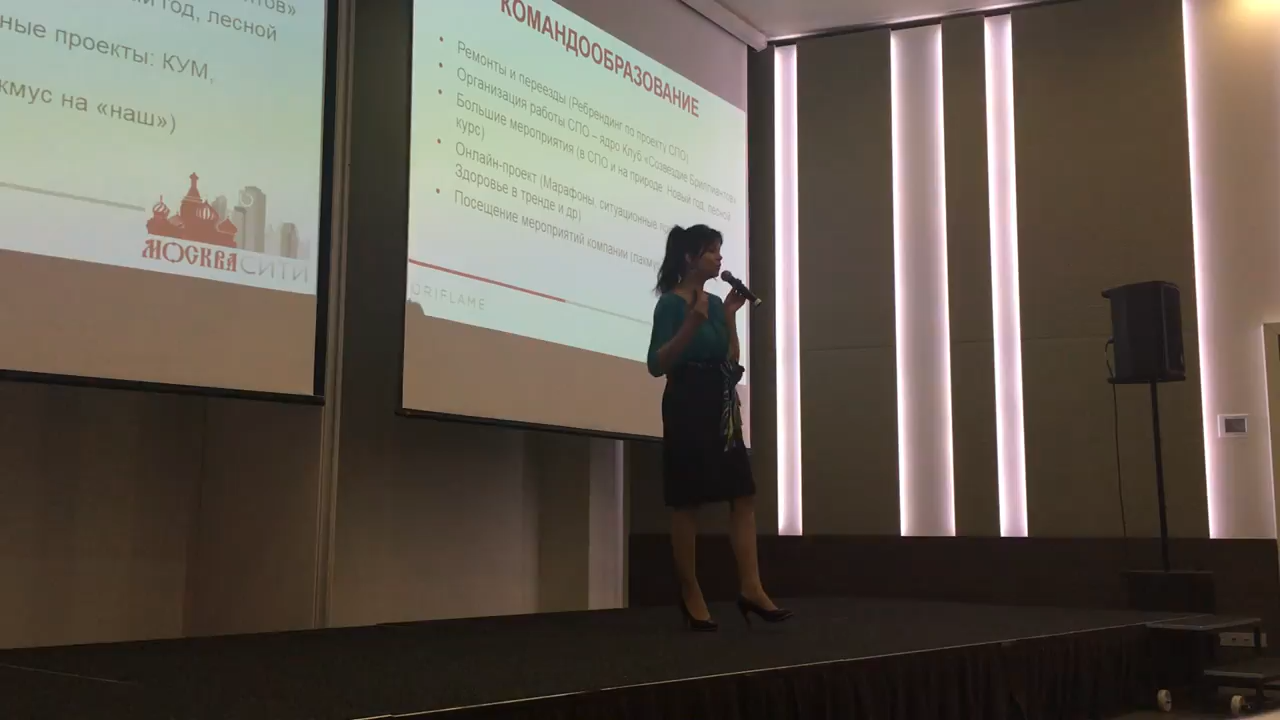 нтов»
й год, лесной
ные проекты: КУМ,
кмус на «наш»)
МОСКВА СИТИ
КОМАНДООБРАЗОВАНИЕ
• Ремонты и переезды (Ребрендинг по проекту СПО)
• Организация работы СПО – ядро Клуб «Созвездие Бриллиантов»
• Большие мероприятия (в СПО и на природе. Новый год, лесной
курс)
• Онлайн-проект (Марафоны, ситуационные
Здоровье в тренде и др)
• Посещение мероприятий компании (лакмус
ORIFLAME